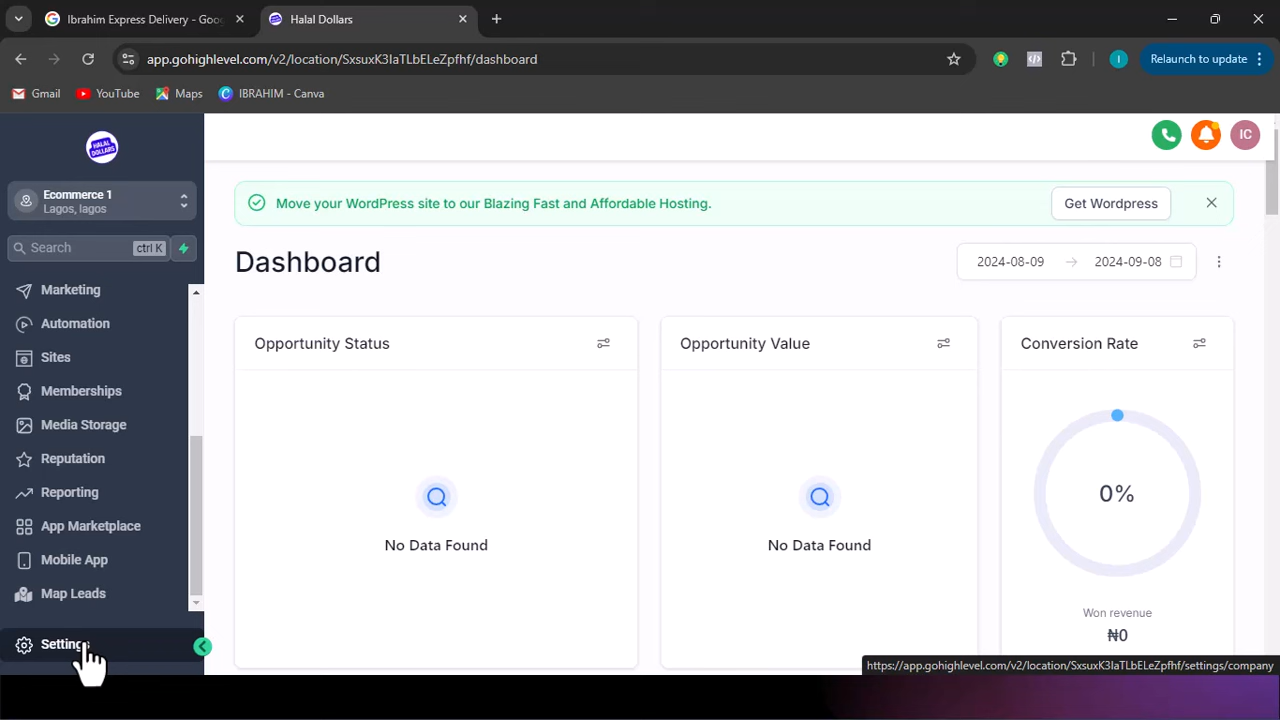 Ibrahim Express Delivery - Goo
Halal Dollars
app.gohighlevel.com/v2/location/SxsuxK3IaTLbELeZpfhf/dashboard
I
Relaunch to update
Gmail
YouTube
Maps
IBRAHIM - Canva
HALAL DOLLARS
IC
Ecommerce 1
Lagos, lagos
Move your WordPress site to our Blazing Fast and Affordable Hosting.
Get Wordpress
Search
ctrl K
Dashboard
2024-08-09
2024-09-08
Marketing
Automation
Sites
Memberships
Media Storage
Reputation
Reporting
App Marketplace
Mobile App
Map Leads
Settings
Opportunity Status
No Data Found
Opportunity Value
No Data Found
Conversion Rate
0%
Won revenue
₦0
https://app.gohighlevel.com/v2/location/SxsuxK3IaTLbELeZpfhf/settings/company